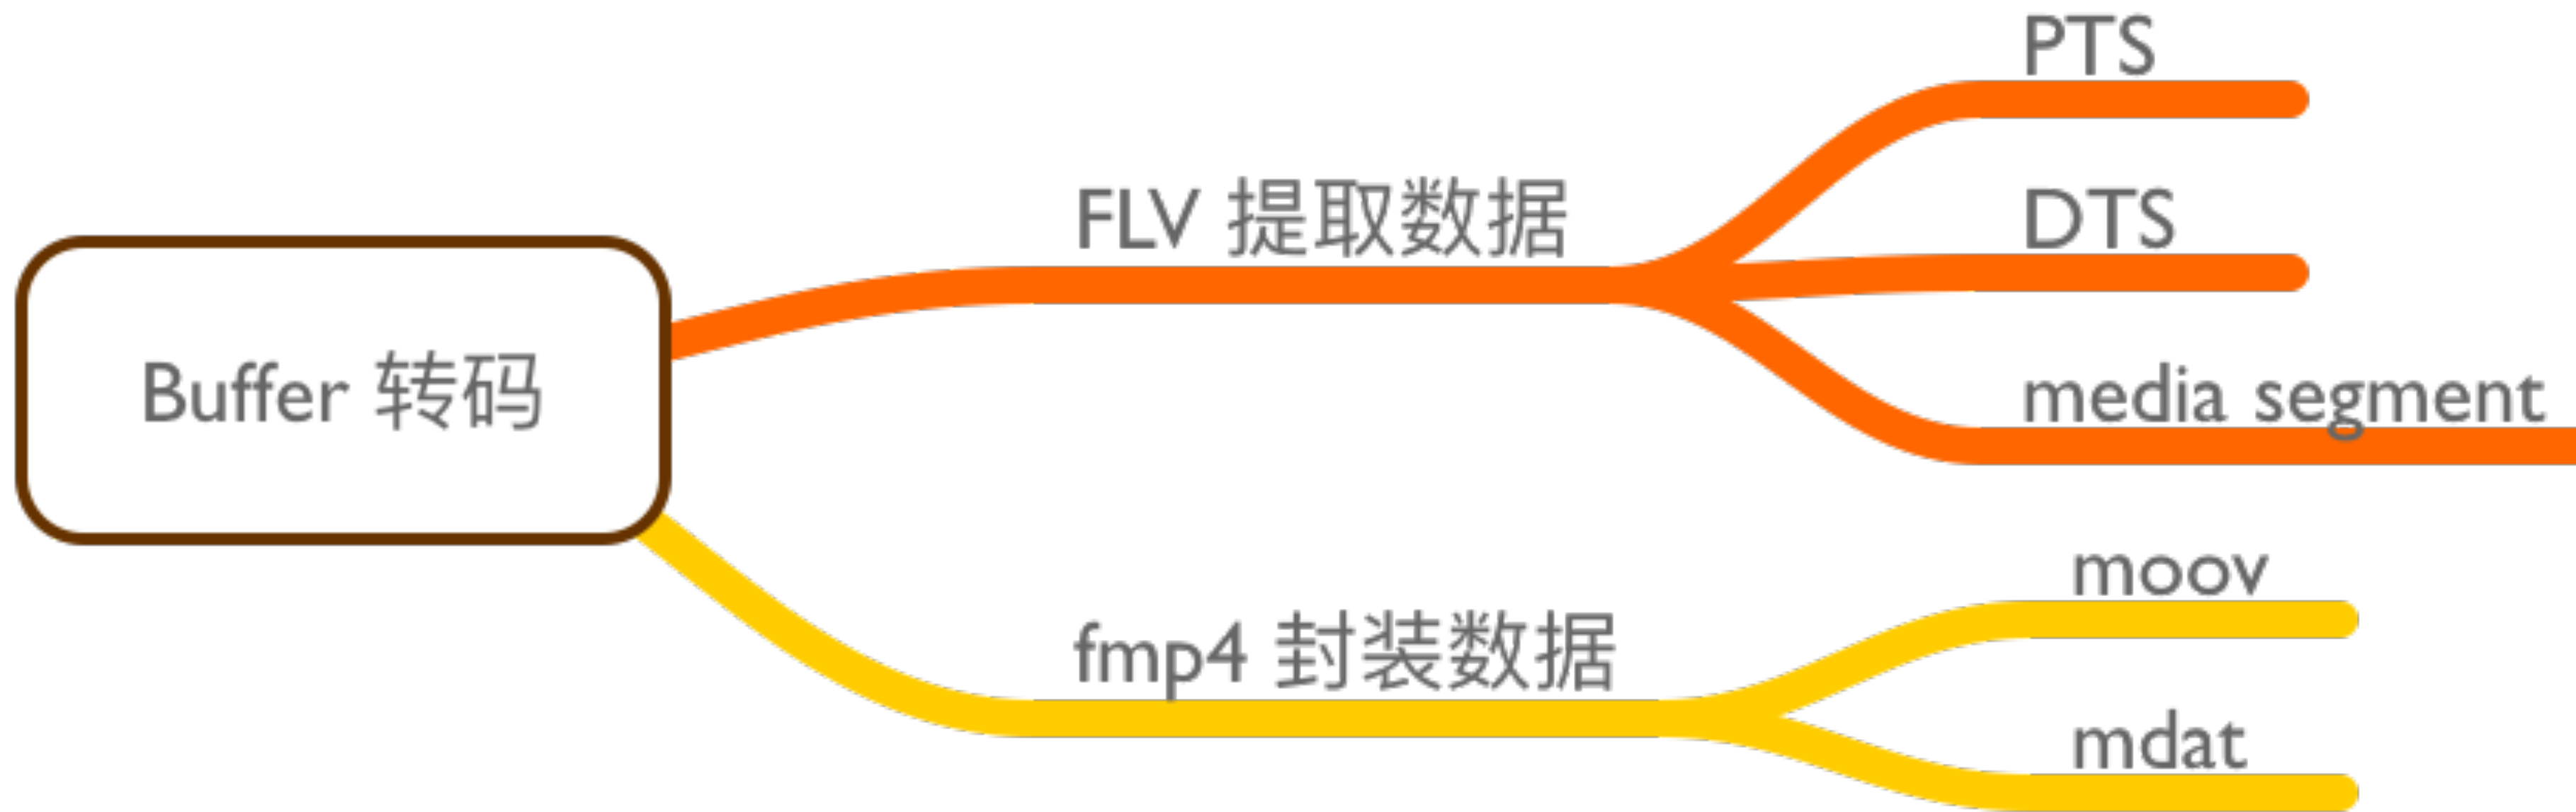 PTS
FLV 提取数据
DTS
Buffer 转码
media segment
moov
fmp4 封装数据
mdat